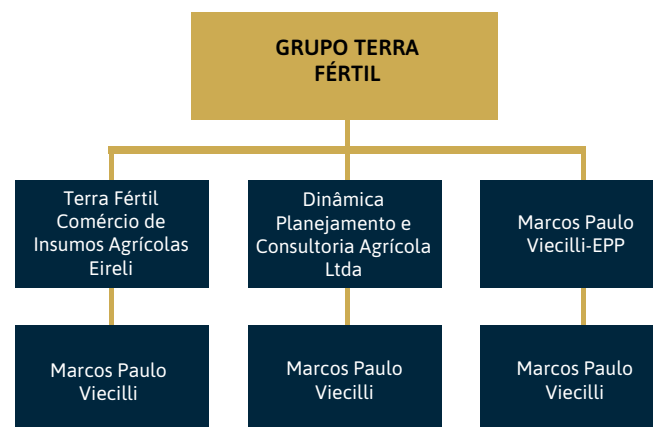 GRUPO TERRA
FÉRTIL
Terra Fértil
Comércio de
Insumos Agrícolas
Eireli
Dinâmica
Planejamento e
Consultoria Agrícola
Ltda
Marcos Paulo
Viecilli-EPP
Marcos Paulo
Viecilli
Marcos Paulo
Viecilli
Marcos Paulo
Viecilli